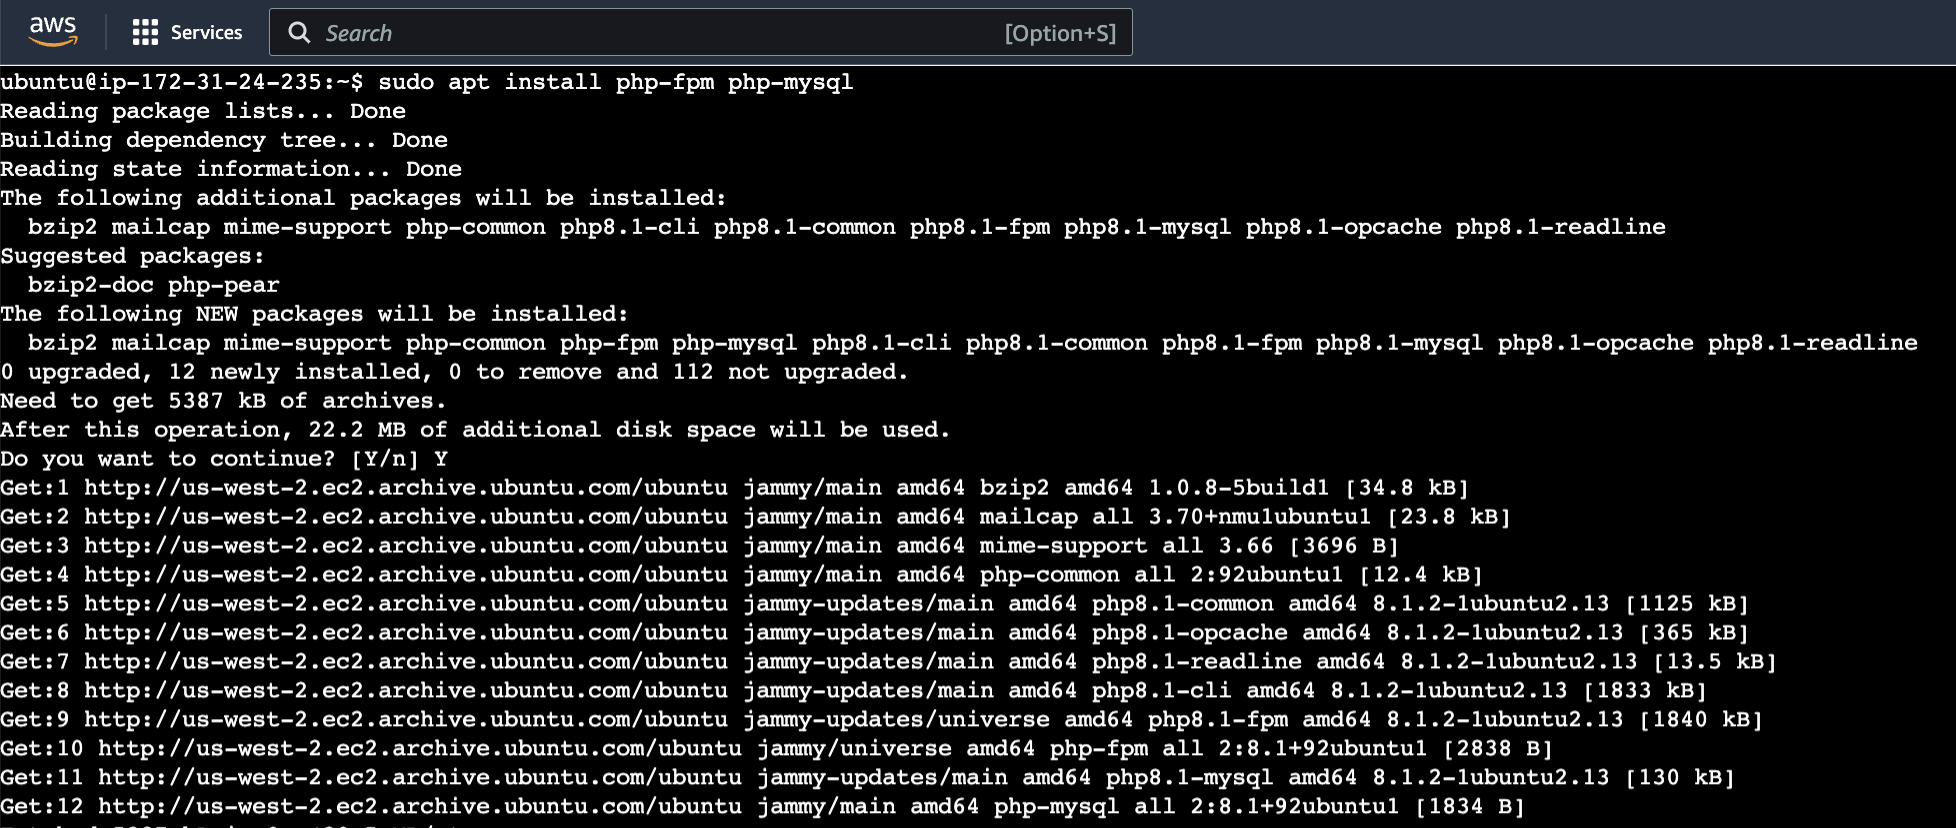 aws
Services
Search
[Option+S]
ubuntu@ip-172-31-24-235:~$ sudo apt install php-fpm php-mysql
Reading package lists... Done
Building dependency tree... Done
Reading state information... Done
The following additional packages will be installed:
  bzip2 mailcap mime-support php-common php8.1-cli php8.1-common php8.1-fpm php8.1-mysql php8.1-opcache php8.1-readline
Suggested packages:
  bzip2-doc php-pear
The following NEW packages will be installed:
  bzip2 mailcap mime-support php-common php-fpm php-mysql php8.1-cli php8.1-common php8.1-fpm php8.1-mysql php8.1-opcache php8.1-readline
0 upgraded, 12 newly installed, 0 to remove and 112 not upgraded.
Need to get 5387 kB of archives.
After this operation, 22.2 MB of additional disk space will be used.
Do you want to continue? [Y/n] Y
Get:1 http://us-west-2.ec2.archive.ubuntu.com/ubuntu jammy/main amd64 bzip2 amd64 1.0.8-5build1 [34.8 kB]
Get:2 http://us-west-2.ec2.archive.ubuntu.com/ubuntu jammy/main amd64 mailcap all 3.70+nmu1ubuntu1 [23.8 kB]
Get:3 http://us-west-2.ec2.archive.ubuntu.com/ubuntu jammy/main amd64 mime-support all 3.66 [3696 B]
Get:4 http://us-west-2.ec2.archive.ubuntu.com/ubuntu jammy/main amd64 php-common all 2:92ubuntu1 [12.4 kB]
Get:5 http://us-west-2.ec2.archive.ubuntu.com/ubuntu jammy-updates/main amd64 php8.1-common amd64 8.1.2-1ubuntu2.13 [1125 kB]
Get:6 http://us-west-2.ec2.archive.ubuntu.com/ubuntu jammy-updates/main amd64 php8.1-opcache amd64 8.1.2-1ubuntu2.13 [365 kB]
Get:7 http://us-west-2.ec2.archive.ubuntu.com/ubuntu jammy-updates/main amd64 php8.1-readline amd64 8.1.2-1ubuntu2.13 [13.5 kB]
Get:8 http://us-west-2.ec2.archive.ubuntu.com/ubuntu jammy-updates/main amd64 php8.1-cli amd64 8.1.2-1ubuntu2.13 [1833 kB]
Get:9 http://us-west-2.ec2.archive.ubuntu.com/ubuntu jammy-updates/universe amd64 php8.1-fpm amd64 8.1.2-1ubuntu2.13 [1840 kB]
Get:10 http://us-west-2.ec2.archive.ubuntu.com/ubuntu jammy/universe amd64 php-fpm all 2:8.1+92ubuntu1 [2838 B]
Get:11 http://us-west-2.ec2.archive.ubuntu.com/ubuntu jammy-updates/main amd64 php8.1-mysql amd64 8.1.2-1ubuntu2.13 [130 kB]
Get:12 http://us-west-2.ec2.archive.ubuntu.com/ubuntu jammy/main amd64 php-mysql all 2:8.1+92ubuntu1 [1834 B]